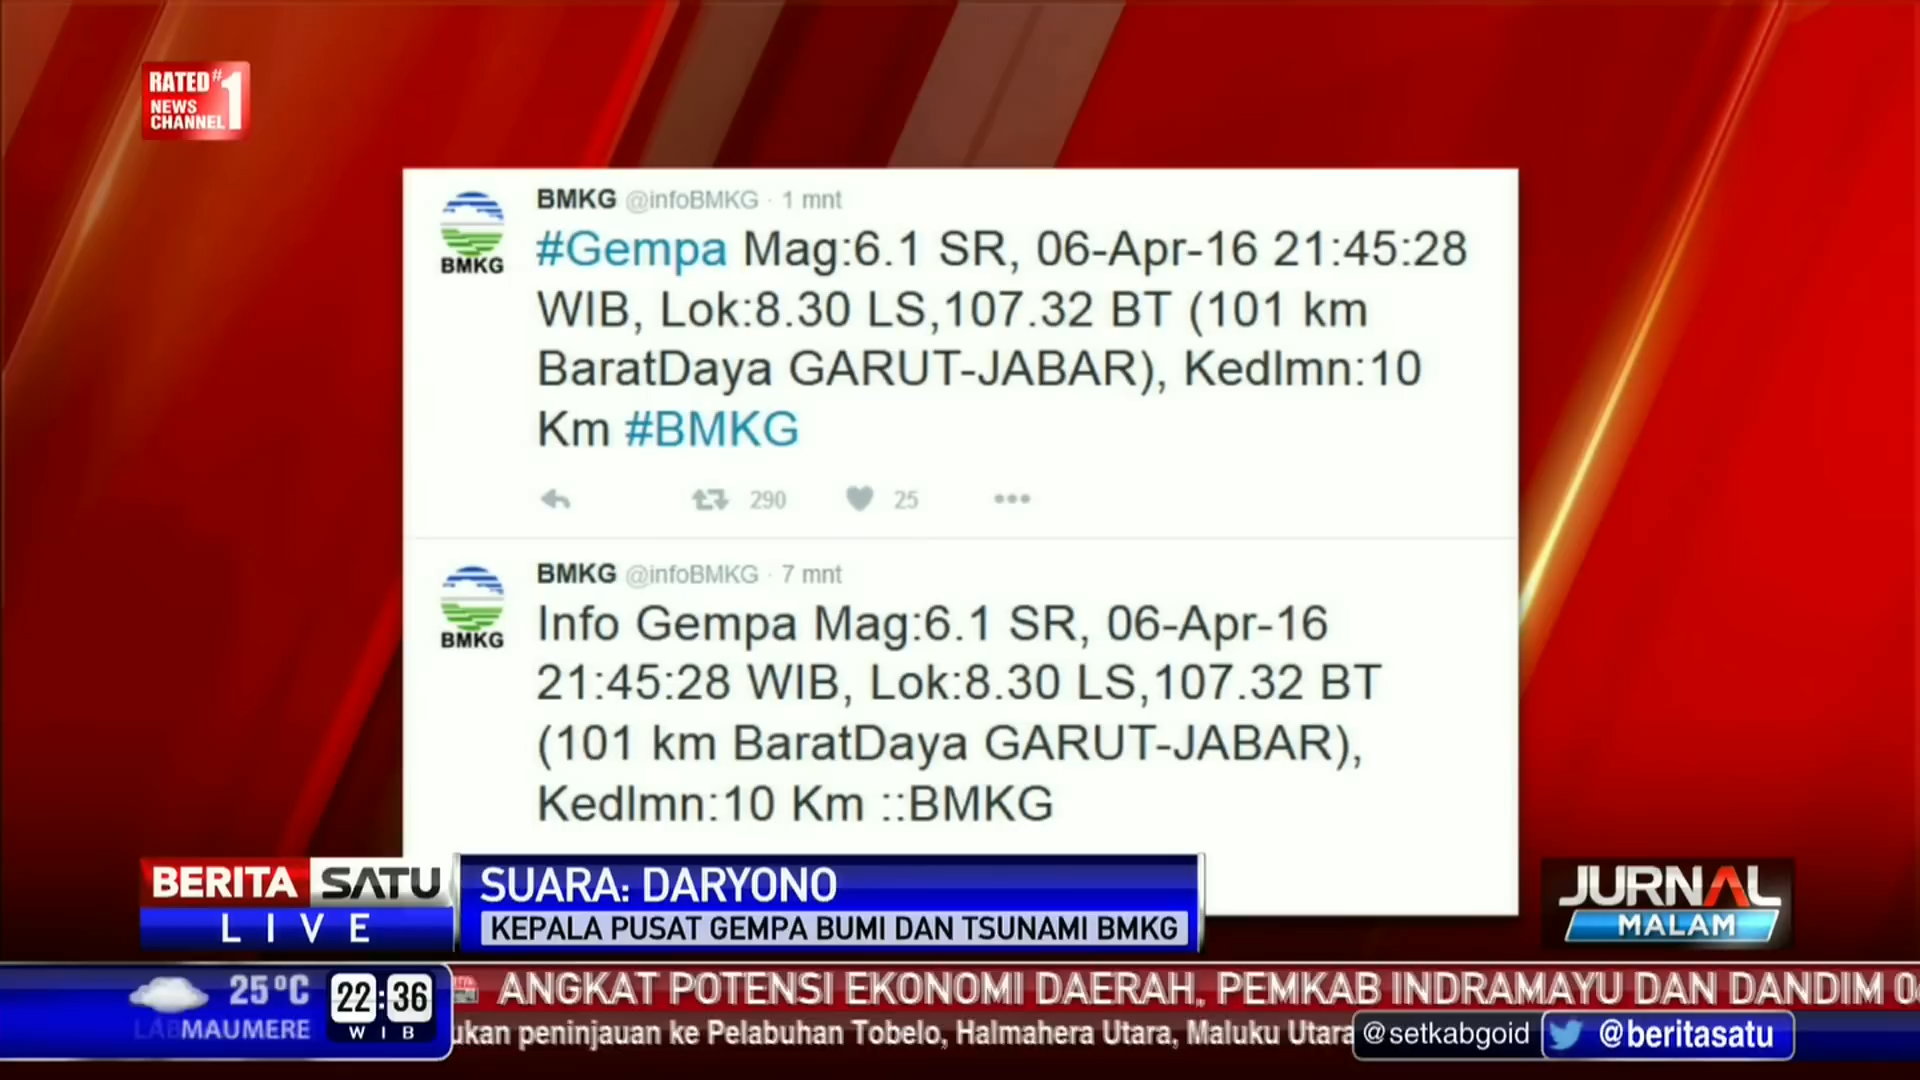 RATED #1
NEWS
CHANNEL
BMKG @infoBMKG · 1 mnt
#Gempa Mag:6.1 SR, 06-Apr-16 21:45:28
WIB, Lok:8.30 LS,107.32 BT (101 km
BaratDaya GARUT-JABAR), Kedlmn:10
Km #BMKG
BMKG
290 25
BMKG @infoBMKG · 7 mnt
Info Gempa Mag:6.1 SR, 06-Apr-16
21:45:28 WIB, Lok:8.30 LS,107.32 BT
(101 km BaratDaya GARUT-JABAR),
Kedlmn:10 Km ::BMKG
BMKG
BERITA SATU
LIVE
SUARA: DARYONO
KEPALA PUSAT GEMPA BUMI DAN TSUNAMI BMKG
JURNAL
MALAM
25°C
MAUMERE
22:36
WIB
ANGKAT POTENSI EKONOMI DAERAH, PEMKAB INDRAMAYU DAN DANDIM
ukan peninjauan ke Pelabuhan Tobelo, Halmahera Utara, Maluku Utara
@setkabgoid
@beritasatu